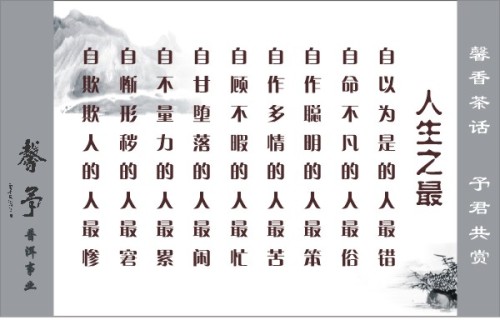 馨香茶话 予君共赏
人生之最
自以为是的人最错
自命不凡的人最俗
自作聪明的人最笨
自作多情的人最苦
自顾不暇的人最忙
自甘堕落的人最闲
自不量力的人最累
自惭形秽的人最窘
自欺欺人的人最惨
馨予
普洱事业